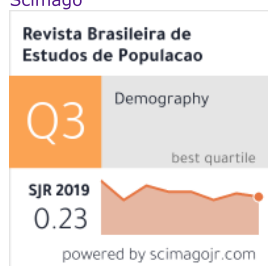 Scimago
Revista Brasileira de
Estudos de Populacao
Q3
Demography
best quartile
SJR 2019
0.23
powered by scimagojr.com